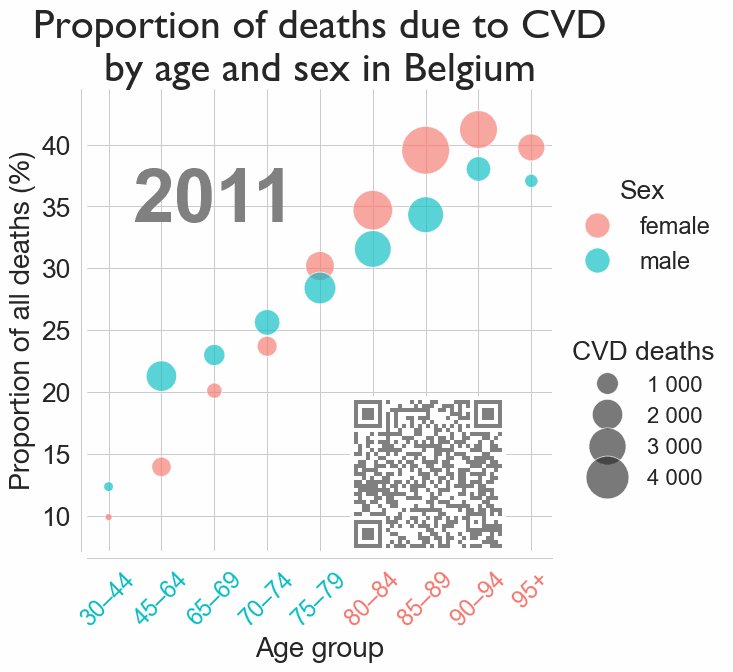 Proportion of deaths due to CVD
by age and sex in Belgium
Proportion of all deaths (%)
40
35
30
25
20
15
10
2011
30–44
45–64
65–69
70–74
75–79
80–84
85–89
90–94
95+
Age group
Sex
female
male
CVD deaths
1 000
2 000
3 000
4 000